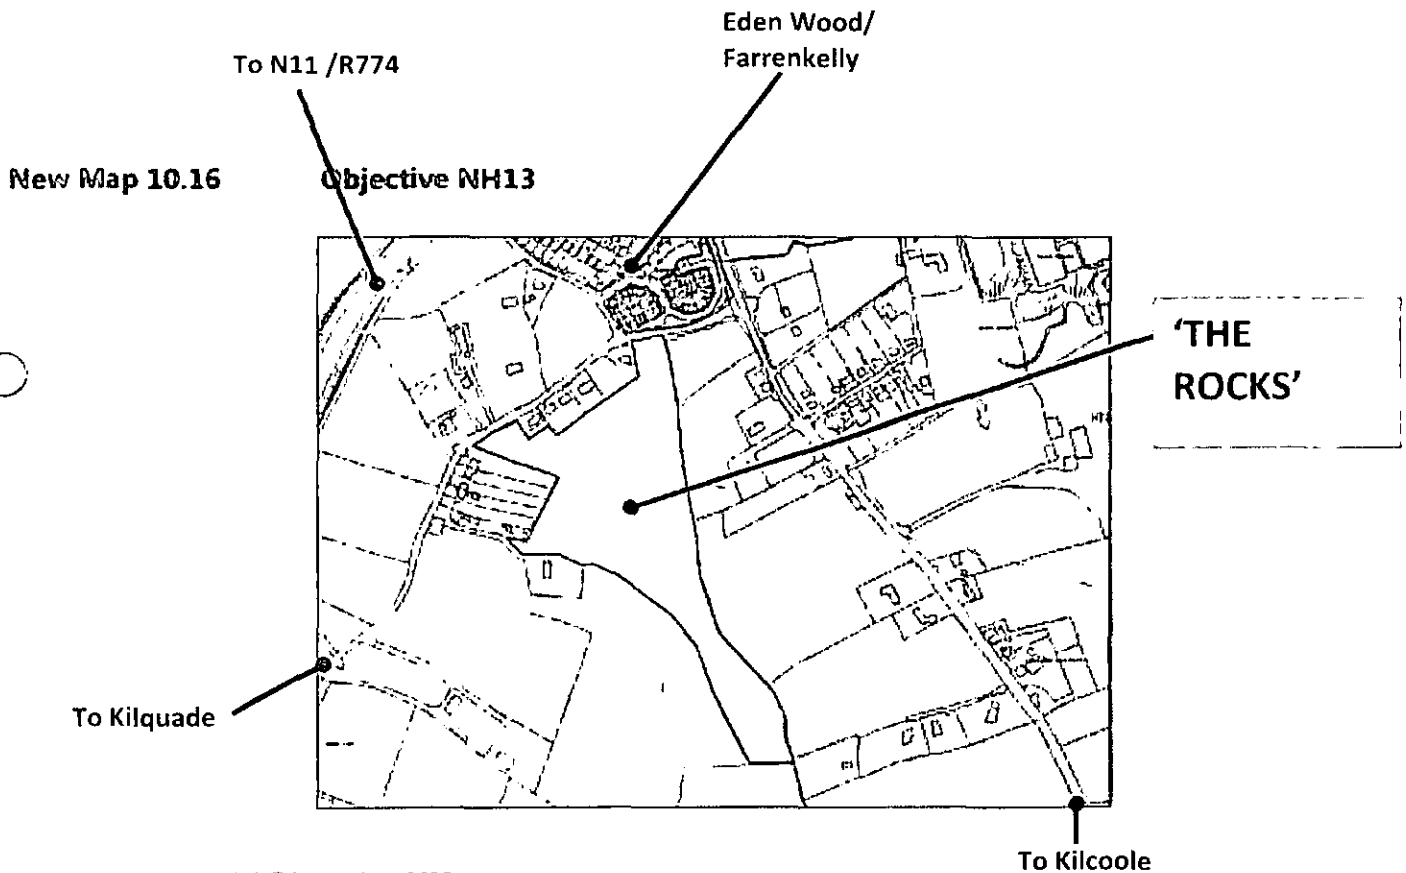 Eden Wood/
Farrenkelly
To N11 /R774
New Map 10.16 Objective NH13
'THE
ROCKS'
To Kilquade
To Kilcoole